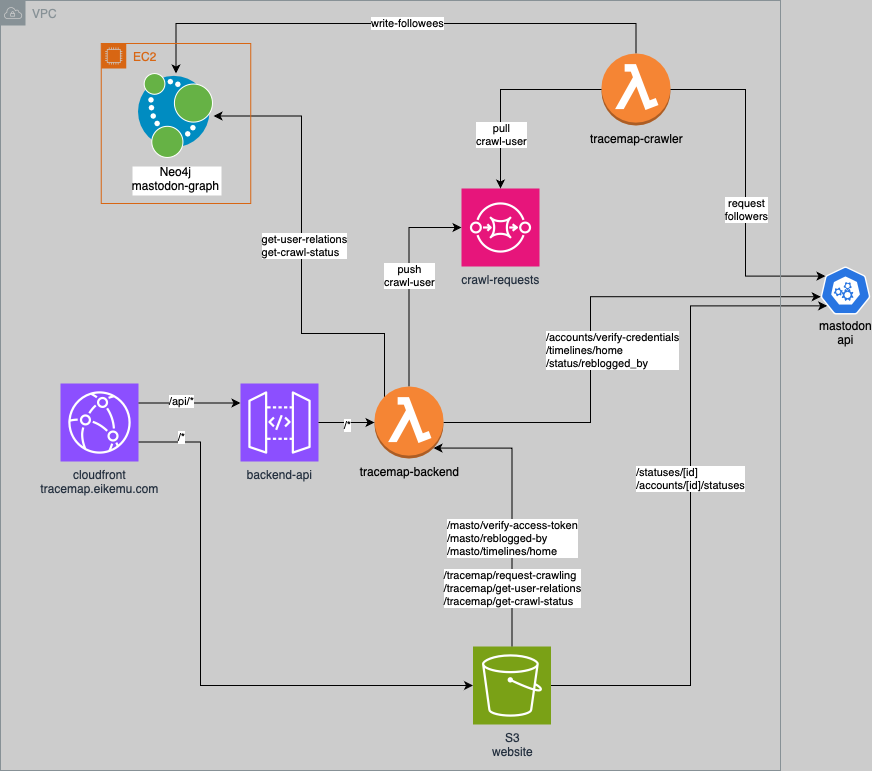 VPC
write-followees
EC2
Neo4j
mastodon-graph
tracemap-crawler
pull
crawl-user
request
followers
get-user-relations
get-crawl-status
push
crawl-user
crawl-requests
mastodon
api
/accounts/verify-credentials
/timelines/home
/status/reblogged_by
/api/*
/*
/*
cloudfront
tracemap.eikemu.com
backend-api
tracemap-backend
/statuses/[id]
/accounts/[id]/statuses
/masto/verify-access-token
/masto/reblogged-by
/masto/timelines/home
/tracemap/request-crawling
/tracemap/get-user-relations
/tracemap/get-crawl-status
S3
website